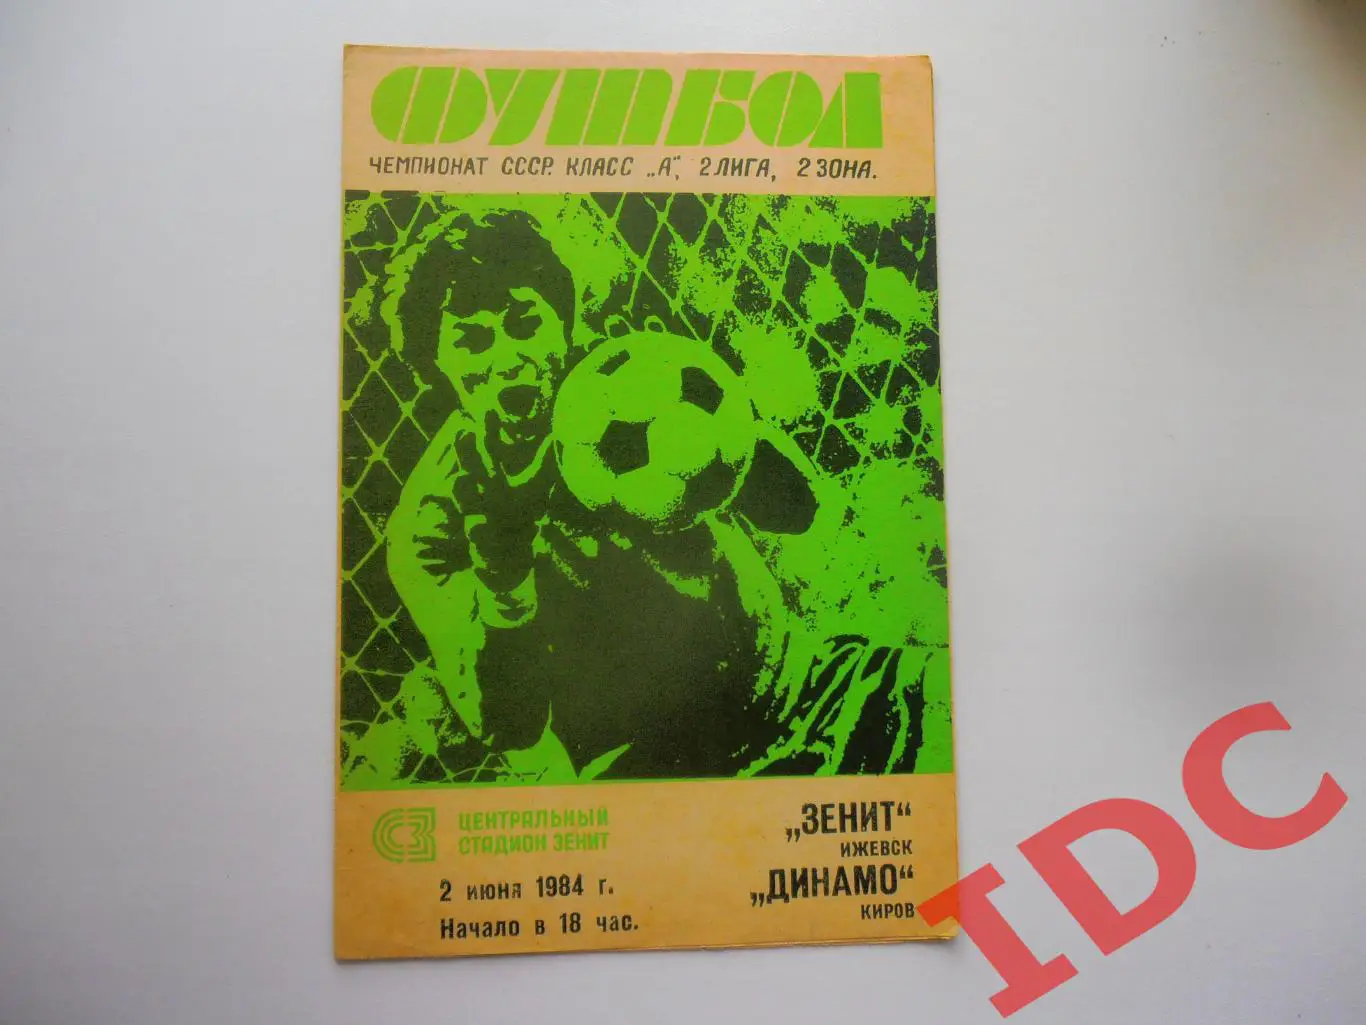 ФУТБОЛ
ЧЕМПИОНАТ СССР. КЛАСС „А“, 2 ЛИГА, 2 ЗОНА.
СЗ
ЦЕНТРАЛЬНЫЙ
СТАДИОН ЗЕНИТ
2 июня 1984 г.
Начало в 18 час.
„ЗЕНИТ“
ИЖЕВСК
„ДИНАМО“
КИРОВ
IDC